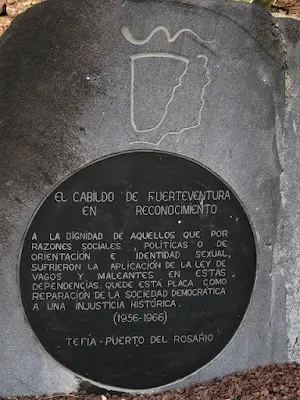 EL CABILDO DE FUERTEVENTURA
EN RECONOCIMIENTO
A LA DIGNIDAD DE AQUELLOS QUE POR
RAZONES SOCIALES, POLÍTICAS O DE
ORIENTACIÓN E IDENTIDAD SEXUAL,
SUFRIERON LA APLICACIÓN DE LA LEY DE
VAGOS Y MALEANTES EN ESTAS
DEPENDENCIAS. QUEDE ESTA PLACA COMO
REPARACIÓN DE LA SOCIEDAD DEMOCRÁTICA
A UNA INJUSTICIA HISTÓRICA.
(1956-1966)
TEFÍA-PUERTO DEL ROSARIO